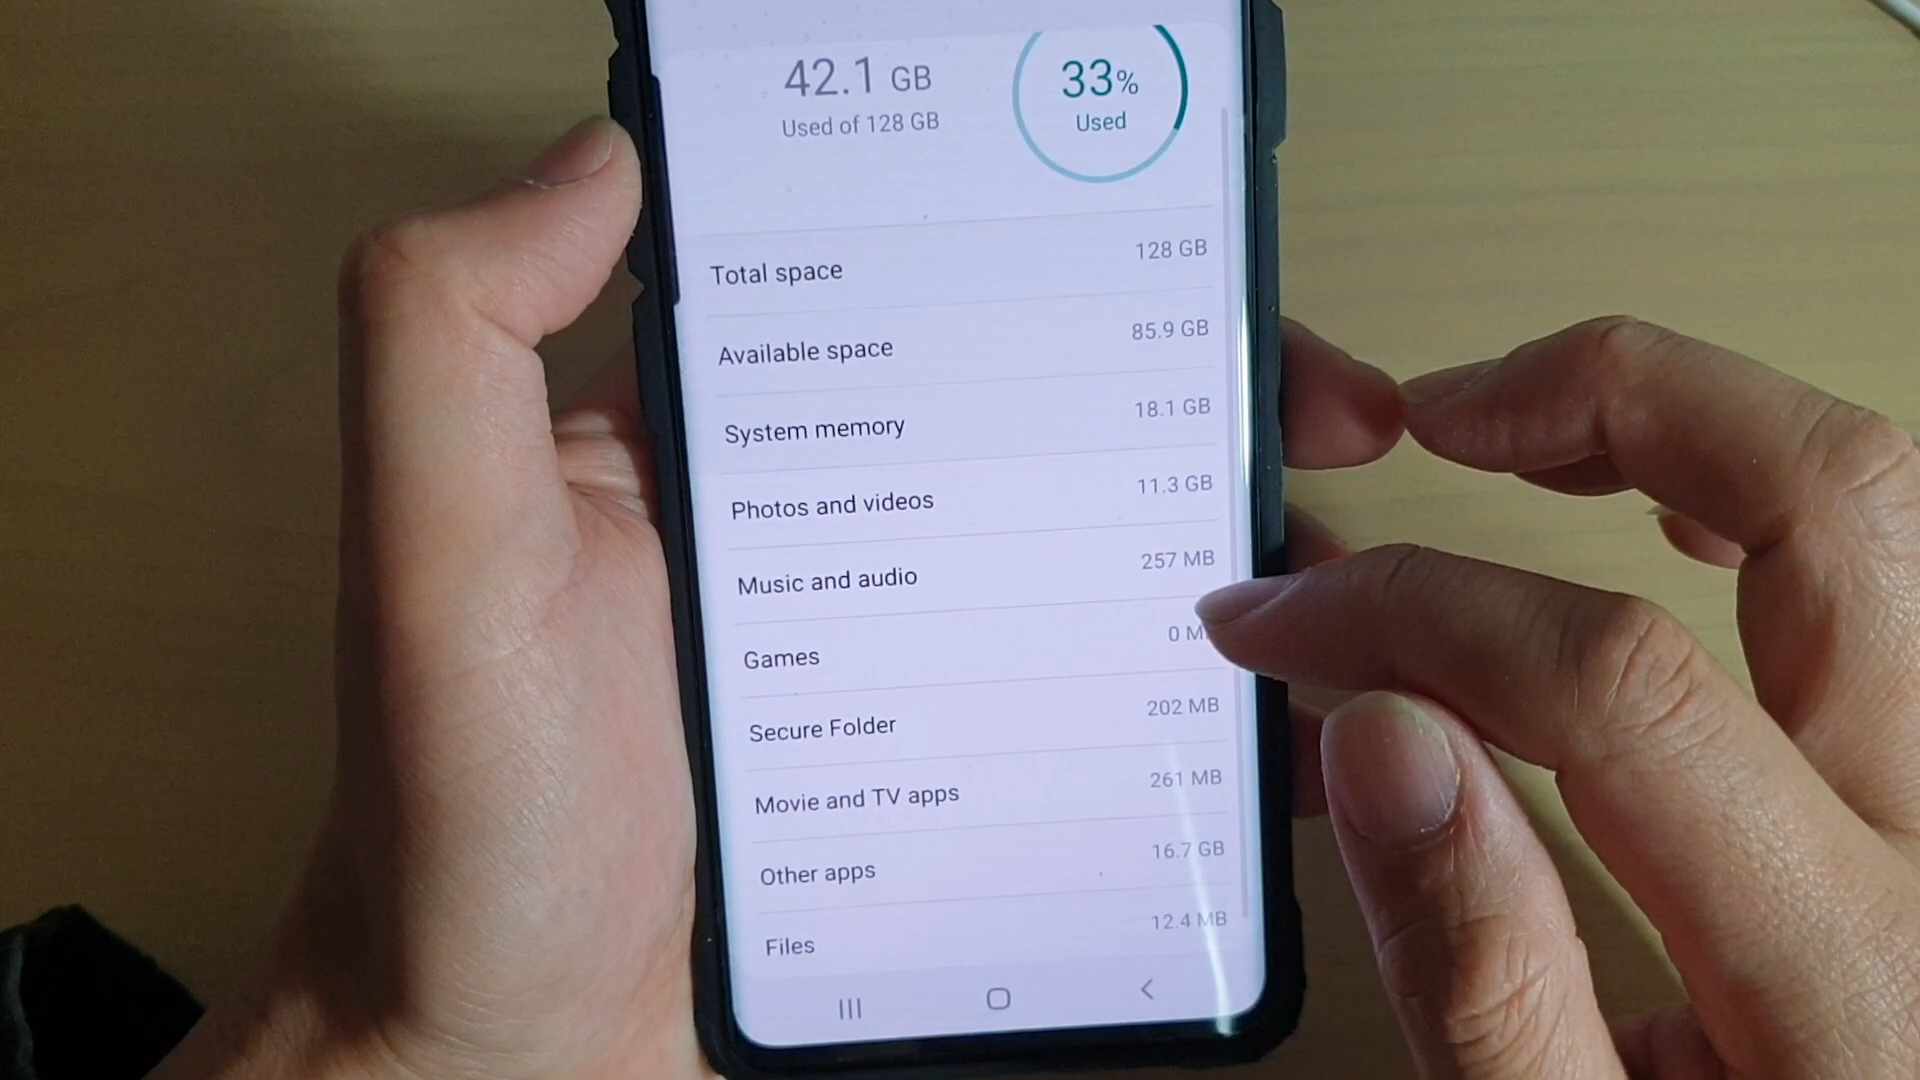 42.1 GB
Used of 128 GB
33%
Used
Total space 128 GB
Available space 85.9 GB
System memory 18.1 GB
Photos and videos 11.3 GB
Music and audio 257 MB
Games 0
Secure Folder 202 MB
Movie and TV apps 261 MB
Other apps 16.7 GB
Files 12.4 MB